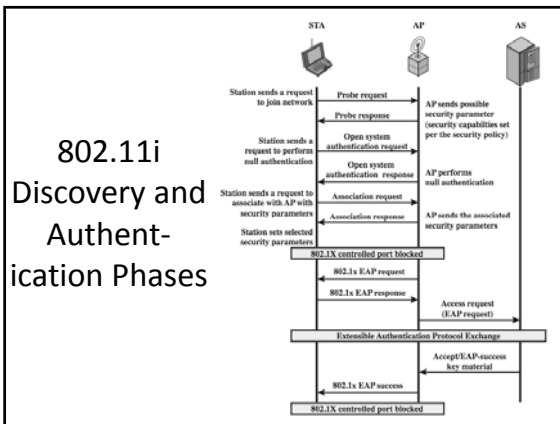 802.11i
Discovery and
Authent-
ication Phases
STA
AP
AS
Station sends a request
to join network
Probe request
Probe response
AP sends possible
security parameter
(security capabilties set
per the security policy)
Station sends a
request to perform
null authentication
Open system
authentication request
Open system
authentication response
AP performs
null authentication
Station sends a request to
associate with AP with
security parameters
Association request
Association response
AP sends the associated
security parameters
Station sets selected
security parameters
802.1X controlled port blocked
802.1x EAP request
802.1x EAP response
Access request
(EAP request)
Extensible Authentication Protocol Exchange
Accept/EAP-success
key material
802.1x EAP success
802.1X controlled port blocked